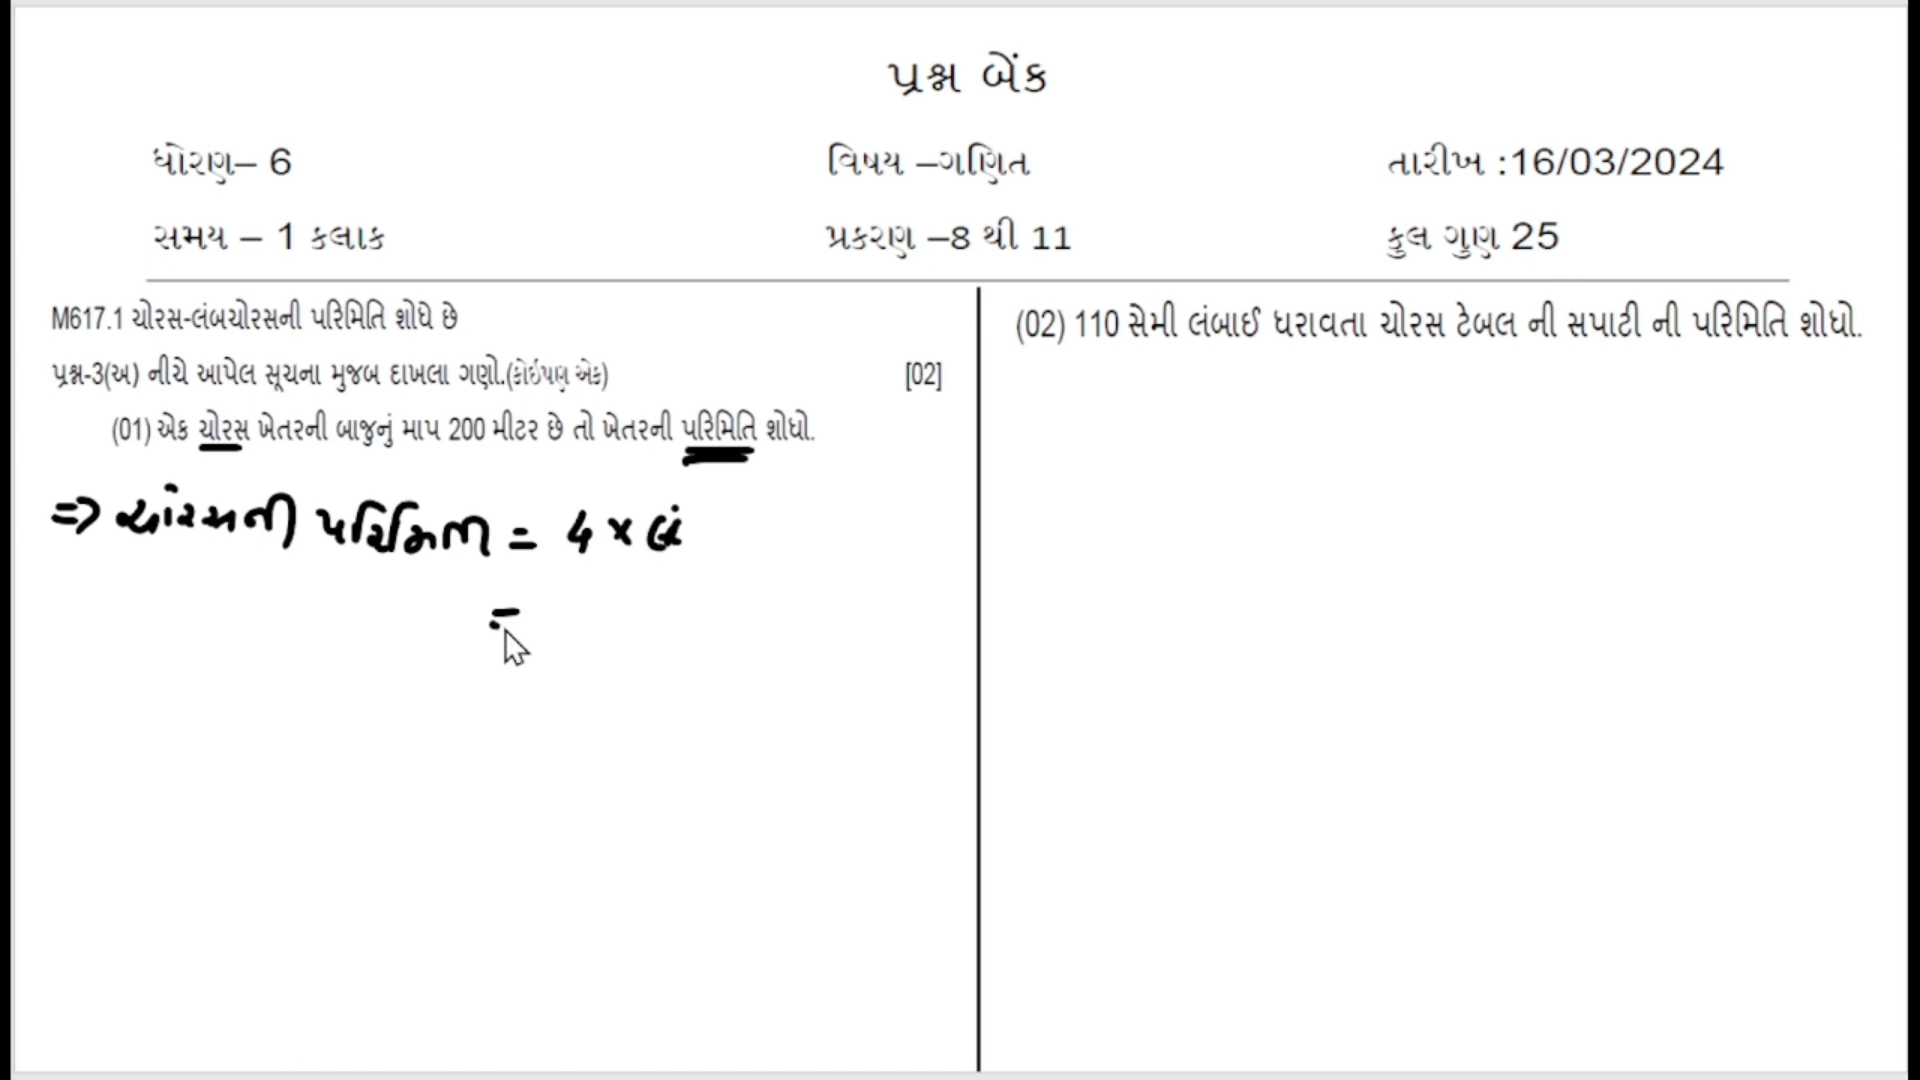 પ્રશ્ન બેંક
ધોરણ– 6 વિષય –ગણિત તારીખ :16/03/2024
સમય – 1 કલાક પ્રકરણ –8 થી 11 કુલ ગુણ 25
M617.1 ચોરસ-લંબચોરસની પરિમિતિ શોધે છે
પ્રશ્ન-3(અ) નીચે આપેલ સૂચના મુજબ દાખલા ગણો.(કોઈપણ એક) [02]
(01) એક ચોરસ ખેતરની બાજુનું માપ 200 મીટર છે તો ખેતરની પરિમિતિ શોધો.
⇒ ચોરસની પરિમિતિ = 4 × લં
=
(02) 110 સેમી લંબાઈ ધરાવતા ચોરસ ટેબલ ની સપાટી ની પરિમિતિ શોધો.